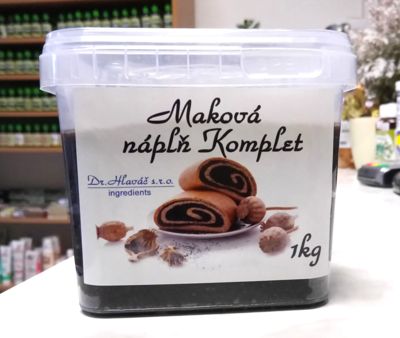 Maková
náplň Komplet
Dr. Hlaváč s.r.o.
ingredients
1kg